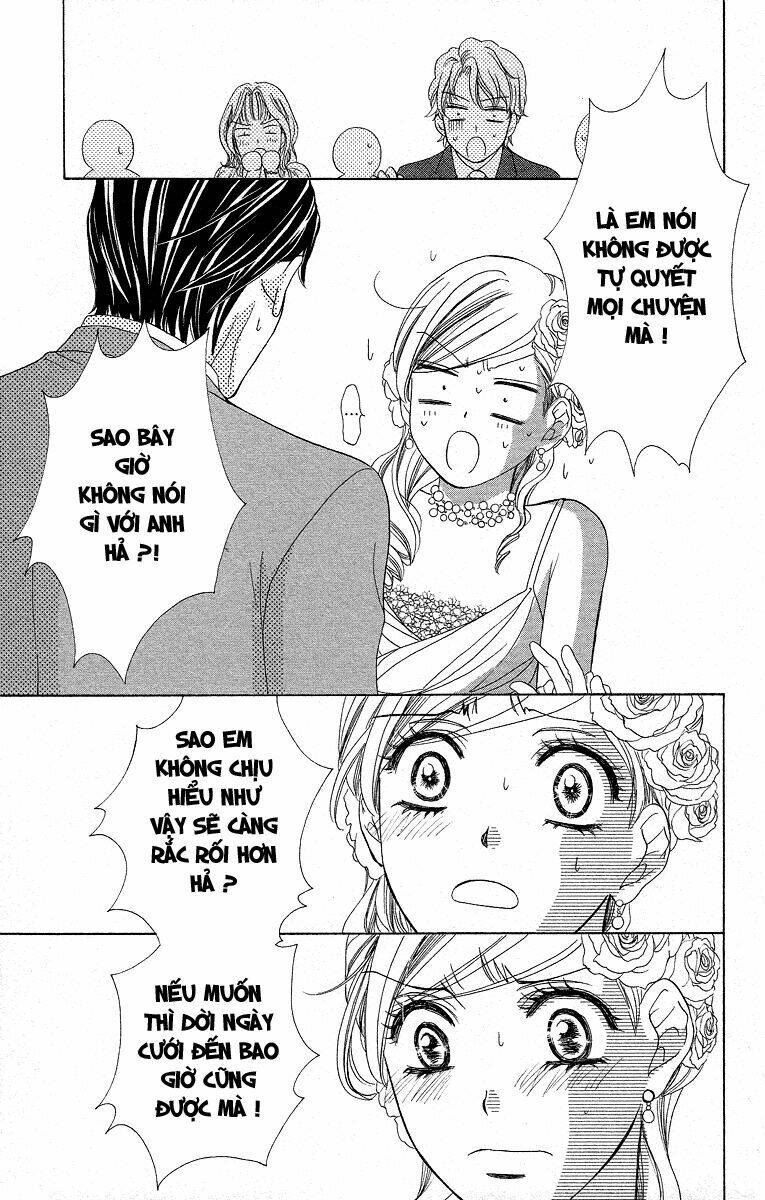 LÀ EM NÓI
KHÔNG ĐƯỢC
TỰ QUYẾT
MỌI CHUYỆN
MÀ !
SAO BÂY
GIỜ
KHÔNG NÓI
GÌ VỚI ANH
HẢ ?!
SAO EM
KHÔNG CHỊU
HIỂU NHƯ
VẬY SẼ CÀNG
RẮC RỐI HƠN
HẢ ?
NẾU MUỐN
THÌ DỜI NGÀY
CƯỚI ĐẾN BAO
GIỜ CŨNG
ĐƯỢC MÀ !